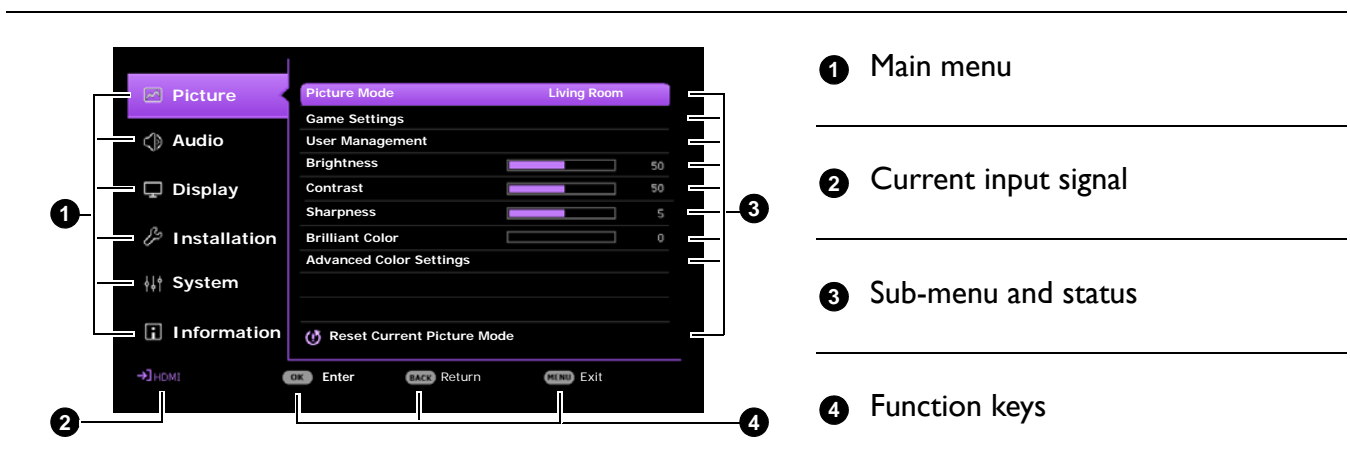 Picture
Audio
Display
Installation
System
Information
Picture Mode Living Room
Game Settings
User Management
Brightness 50
Contrast 50
Sharpness 5
Brilliant Color 0
Advanced Color Settings
Reset Current Picture Mode
HDMI
OK Enter
BACK Return
MENU Exit
1
2
3
4
1 Main menu
2 Current input signal
3 Sub-menu and status
4 Function keys